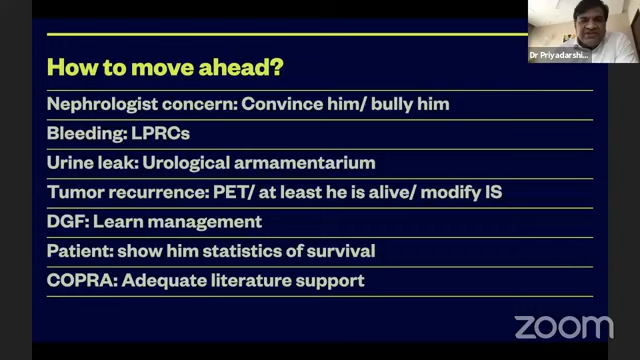 Dr Priyadarshi...
How to move ahead?
Nephrologist concern: Convince him/ bully him
Bleeding: LPRCs
Urine leak: Urological armamentarium
Tumor recurrence: PET/ at least he is alive/ modify IS
DGF: Learn management
Patient: show him statistics of survival
COPRA: Adequate literature support
zoom